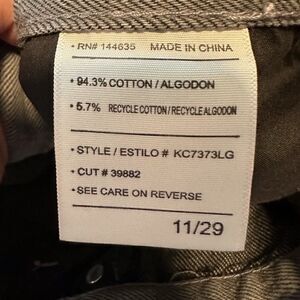 • RN# 144635 MADE IN CHINA
• 94.3% COTTON / ALGODON
• 5.7% RECYCLE COTTON / RECYCLE ALGODON
• STYLE / ESTILO # KC7373LG
• CUT # 39882
• SEE CARE ON REVERSE
11/29